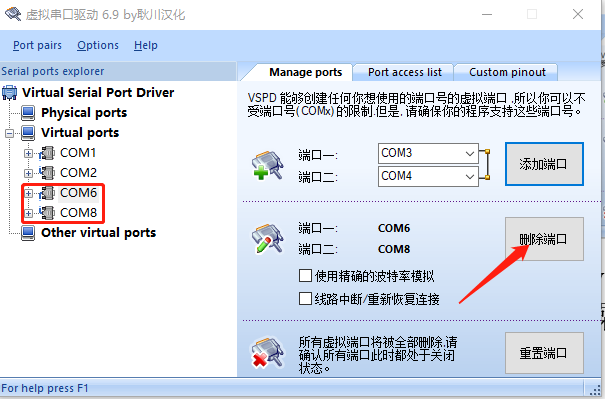 虚拟串口驱动 6.9 by耿川汉化
Port pairs Options Help
Serial ports explorer
Virtual Serial Port Driver
Physical ports
Virtual ports
COM1
COM2
COM6
COM8
Other virtual ports
Manage ports Port access list Custom pinout
VSPD 能够创建任何你想使用的端口号的虚拟端口 ,所以你可以不
受端口号(COMx)的限制.但是, 请确保你的程序支持这些端口号。
端口一: COM3
端口二: COM4
添加端口
端口一: COM6
端口二: COM8
删除端口
使用精确的波特率模拟
线路中断/重新恢复连接
所有虚拟端口将被全部删除.请
确认所有端口此时都处于关闭
状态。
重置端口
For help press F1